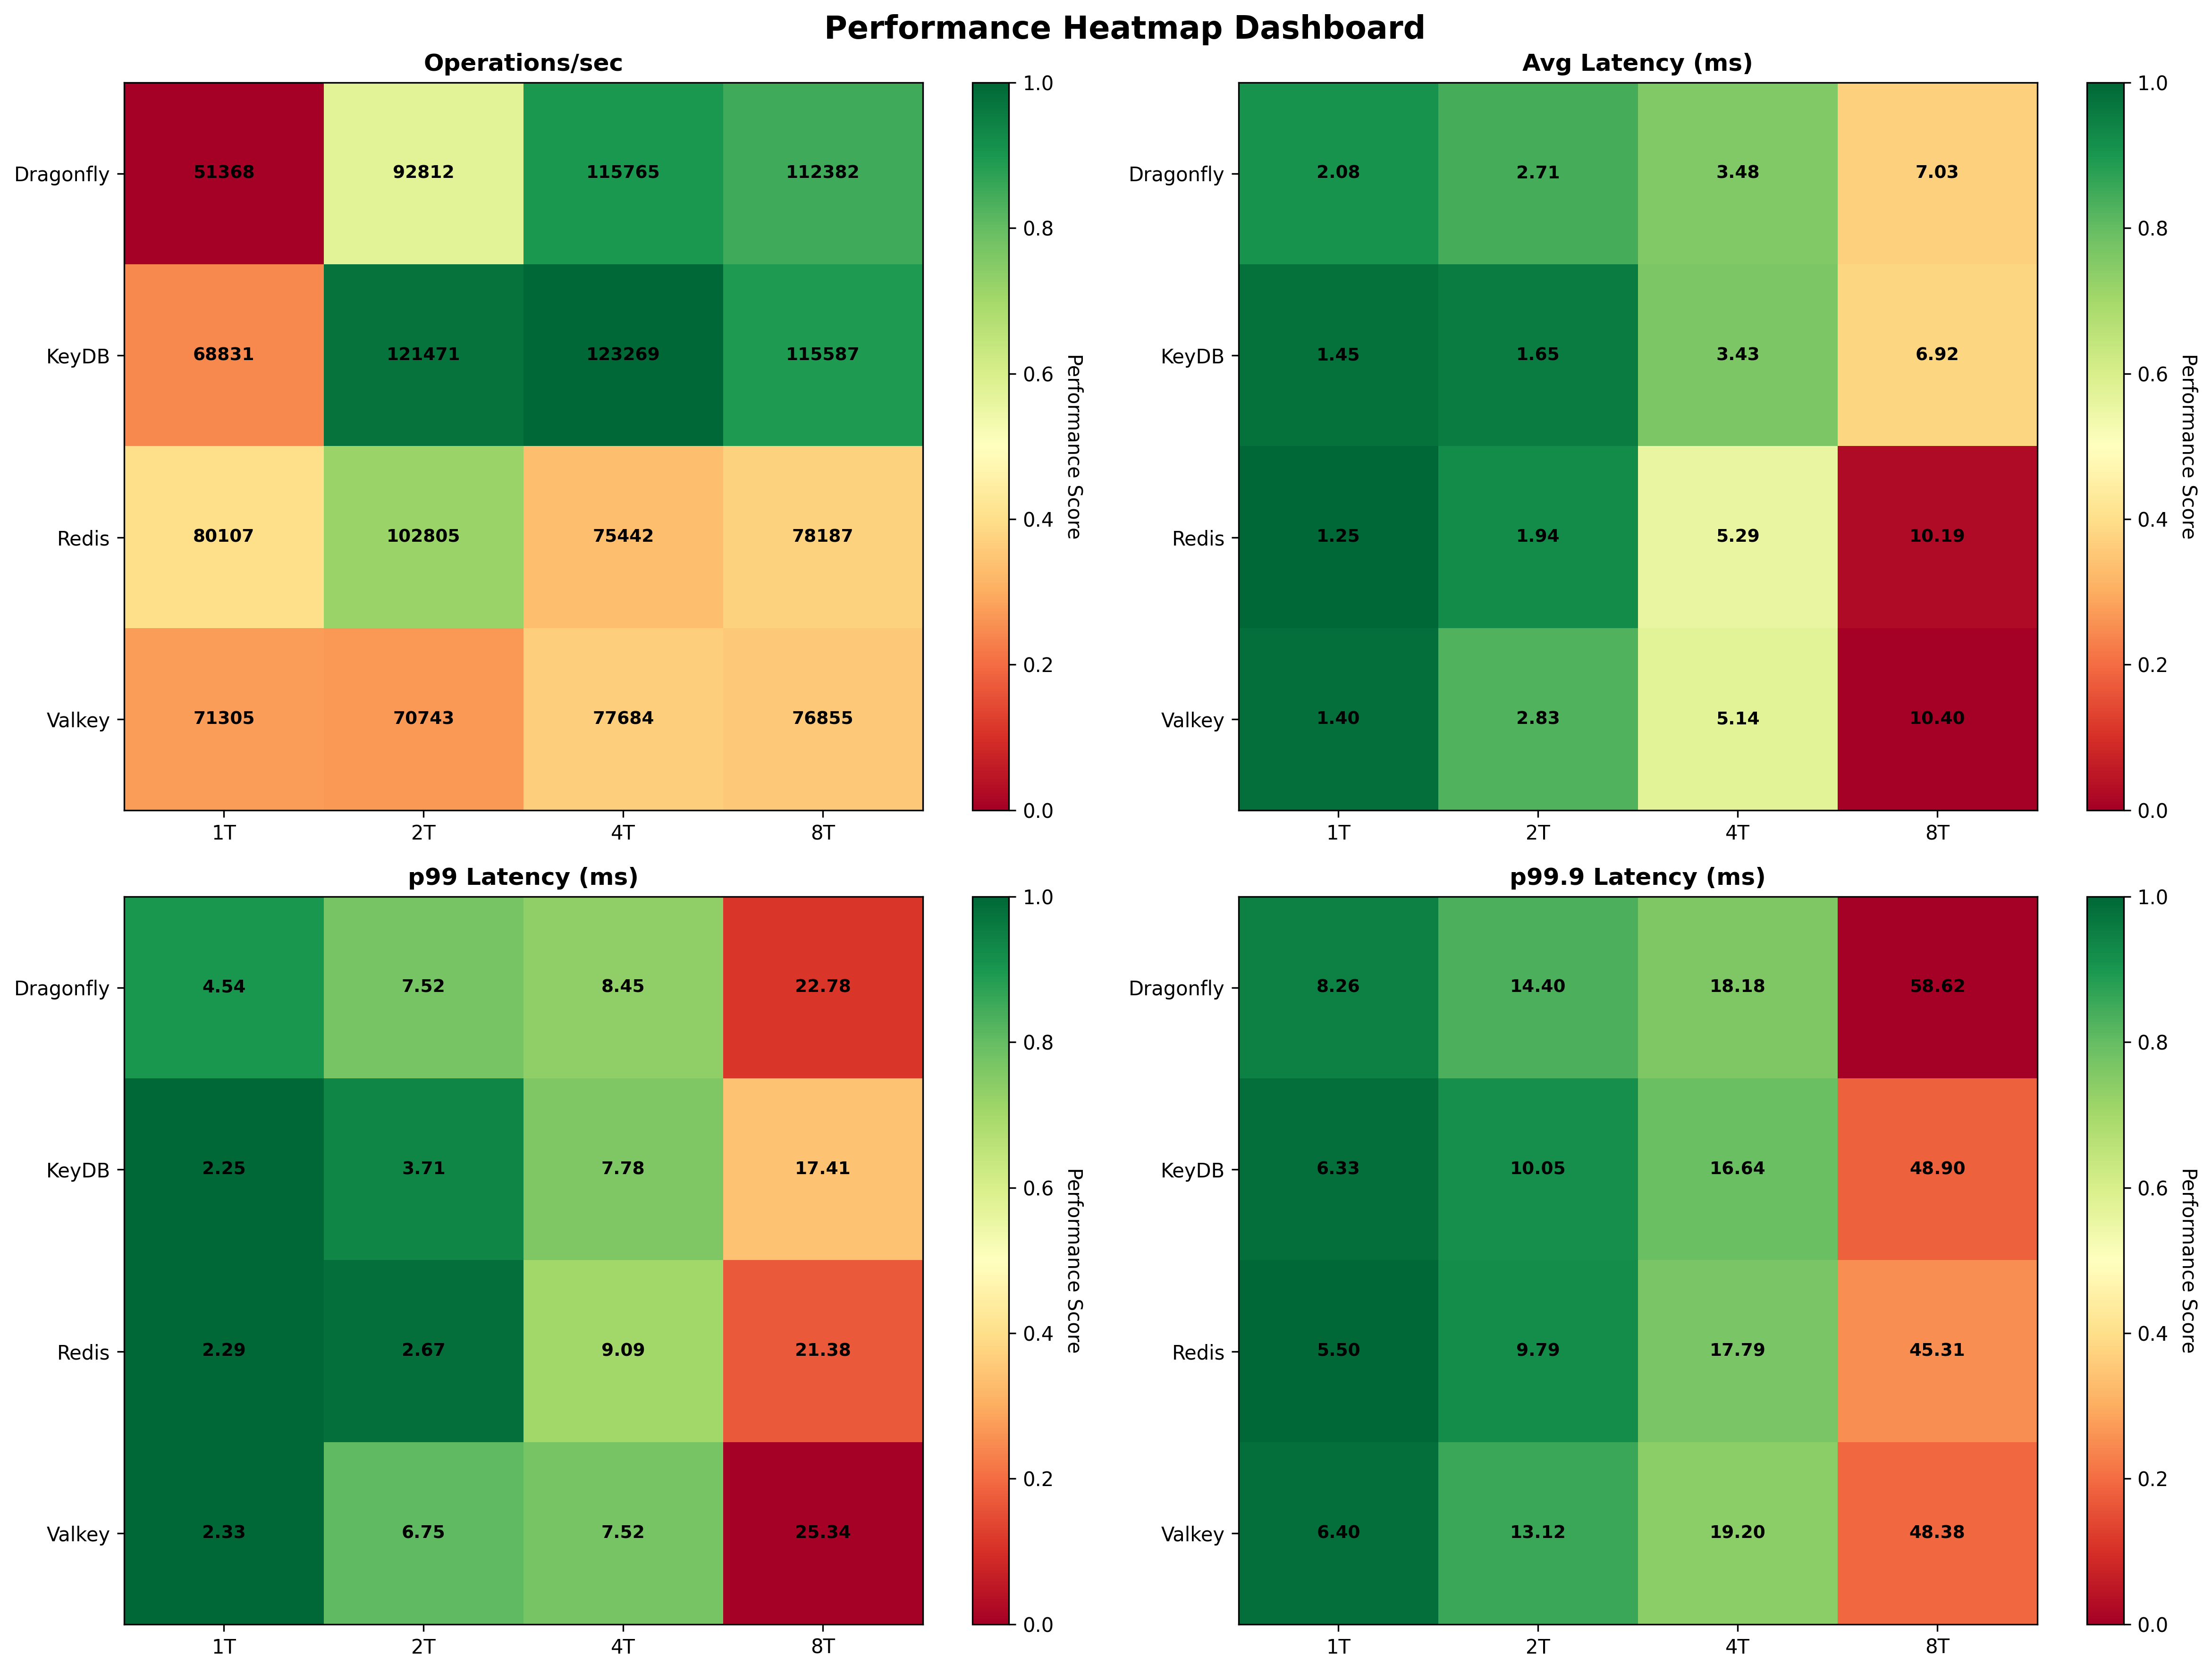 Performance Heatmap Dashboard
Operations/sec
Dragonfly 51368 92812 115765 112382
KeyDB 68831 121471 123269 115587
Redis 80107 102805 75442 78187
Valkey 71305 70743 77684 76855
1T 2T 4T 8T
1.0
0.8
0.6
0.4
0.2
0.0
Performance Score
Avg Latency (ms)
Dragonfly 2.08 2.71 3.48 7.03
KeyDB 1.45 1.65 3.43 6.92
Redis 1.25 1.94 5.29 10.19
Valkey 1.40 2.83 5.14 10.40
1T 2T 4T 8T
1.0
0.8
0.6
0.4
0.2
0.0
Performance Score
p99 Latency (ms)
Dragonfly 4.54 7.52 8.45 22.78
KeyDB 2.25 3.71 7.78 17.41
Redis 2.29 2.67 9.09 21.38
Valkey 2.33 6.75 7.52 25.34
1T 2T 4T 8T
1.0
0.8
0.6
0.4
0.2
0.0
Performance Score
p99.9 Latency (ms)
Dragonfly 8.26 14.40 18.18 58.62
KeyDB 6.33 10.05 16.64 48.90
Redis 5.50 9.79 17.79 45.31
Valkey 6.40 13.12 19.20 48.38
1T 2T 4T 8T
1.0
0.8
0.6
0.4
0.2
0.0
Performance Score